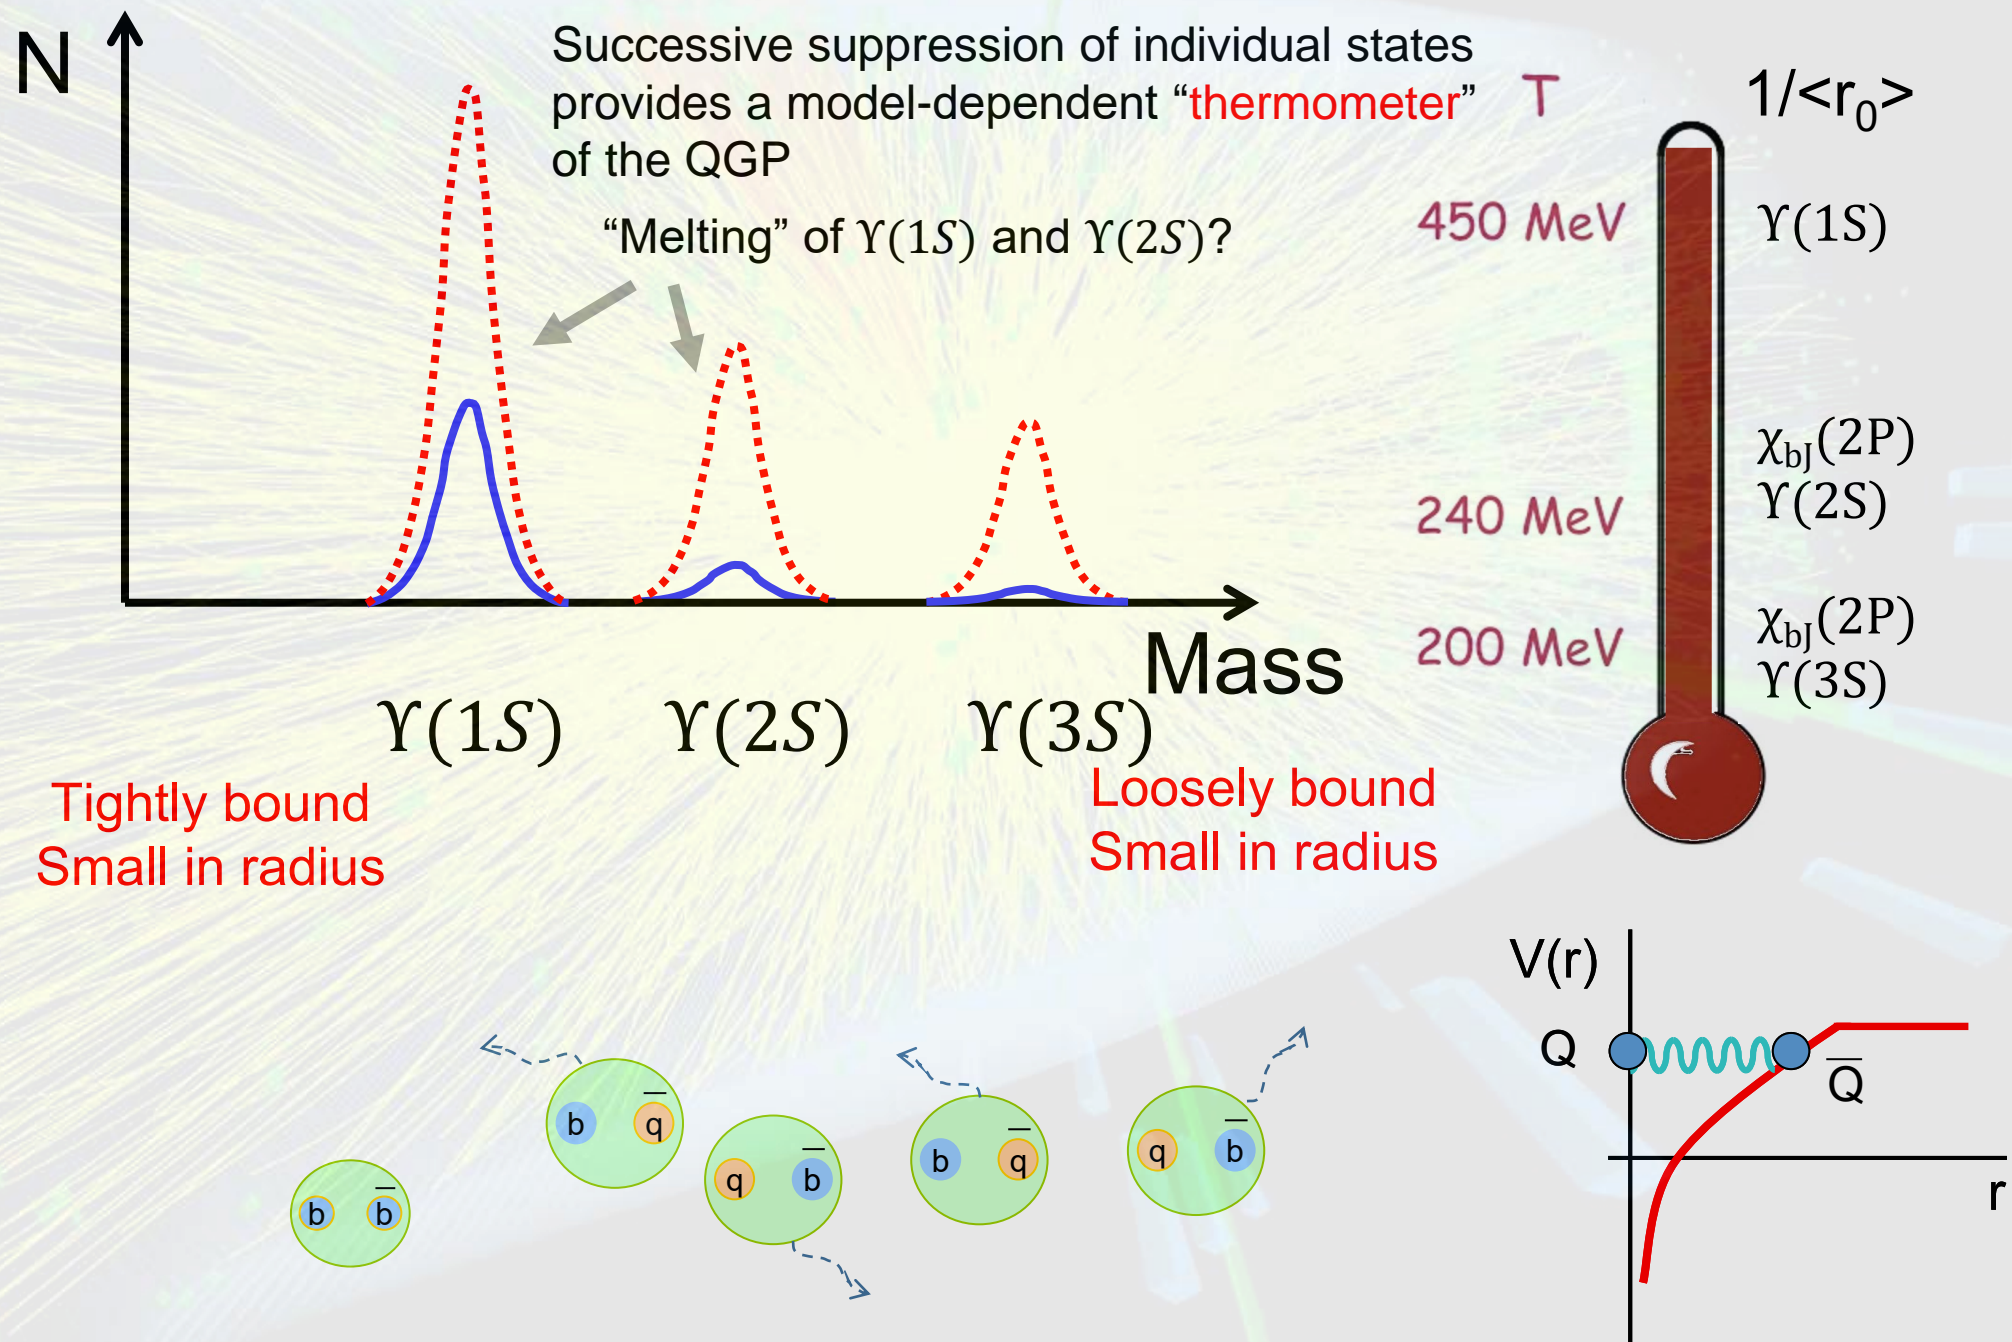 N
Successive suppression of individual states
provides a model-dependent “thermometer”
of the QGP
“Melting” of ϒ(1S) and ϒ(2S)?
T
1/<r₀>
450 MeV
ϒ(1S)
χbJ(2P)
240 MeV
ϒ(2S)
χbJ(2P)
200 MeV
ϒ(3S)
Mass
ϒ(1S) ϒ(2S) ϒ(3S)
Tightly bound
Small in radius
Loosely bound
Small in radius
V(r)
Q
Q̅
r
b b̅
b q̅
q b̅
b q̅
q b̅